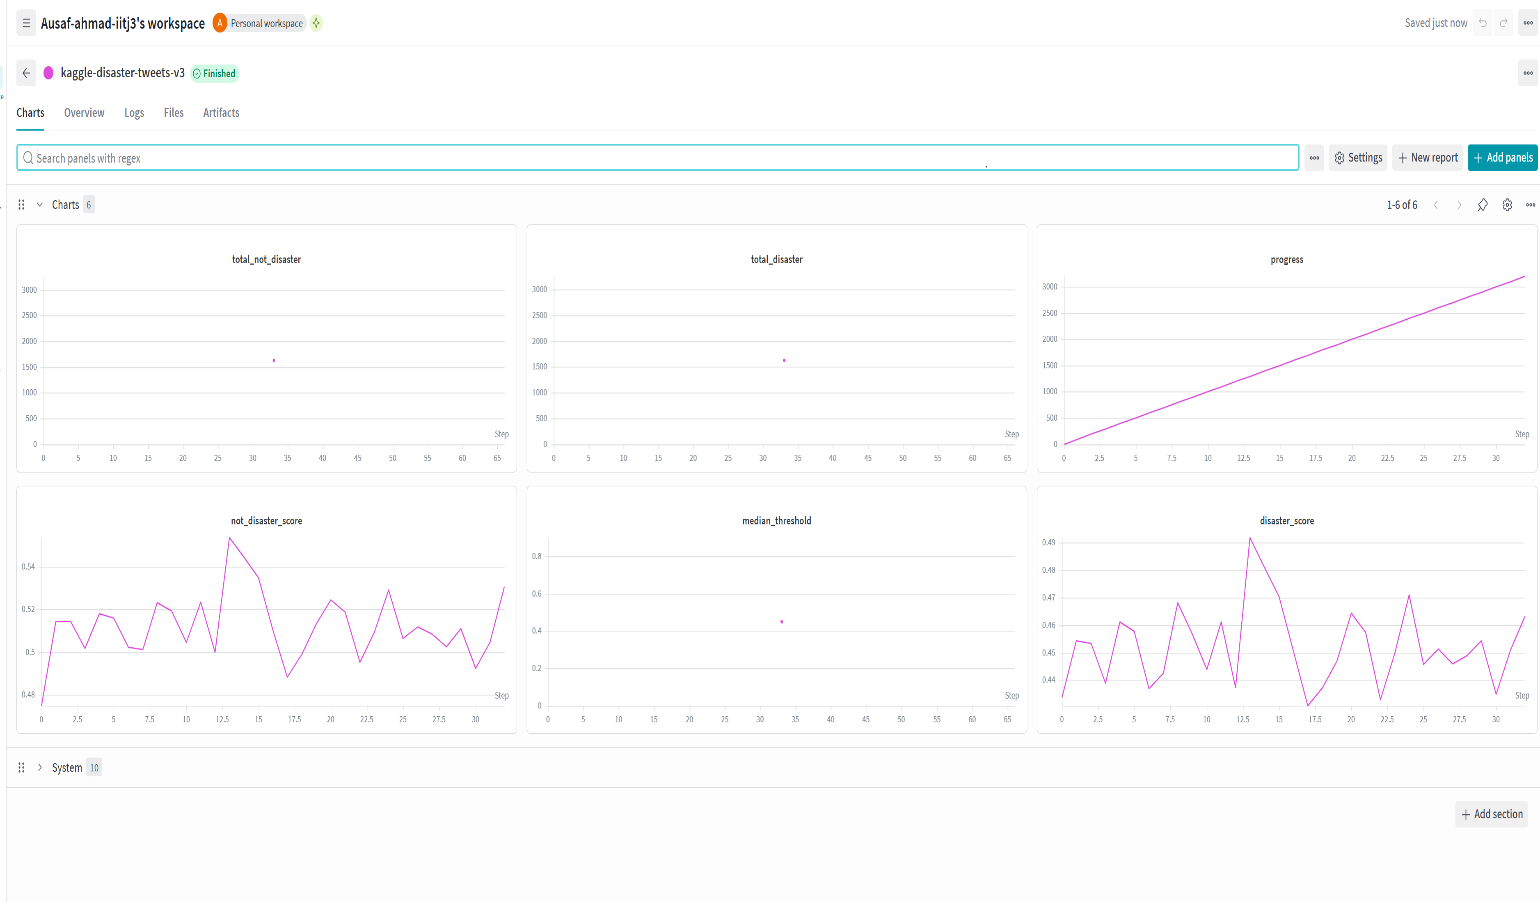 Ausaf-ahmad-iitj3's workspace A Personal workspace Saved just now
kaggle-disaster-tweets-v3 Finished
Charts Overview Logs Files Artifacts
Search panels with regex Settings New report Add panels
Charts 6 1-6 of 6
total_not_disaster
3000
2500
2000
1500
1000
500
0
Step
0 5 10 15 20 25 30 35 40 45 50 55 60 65
total_disaster
3000
2500
2000
1500
1000
500
0
Step
0 5 10 15 20 25 30 35 40 45 50 55 60 65
progress
3000
2500
2000
1500
1000
500
0
Step
0 2.5 5 7.5 10 12.5 15 17.5 20 22.5 25 27.5 30
not_disaster_score
0.54
0.52
0.5
0.48
Step
0 2.5 5 7.5 10 12.5 15 17.5 20 22.5 25 27.5 30
median_threshold
0.8
0.6
0.4
0.2
0
Step
0 5 10 15 20 25 30 35 40 45 50 55 60 65
disaster_score
0.49
0.48
0.47
0.46
0.45
0.44
Step
0 2.5 5 7.5 10 12.5 15 17.5 20 22.5 25 27.5 30
System 10
Add section